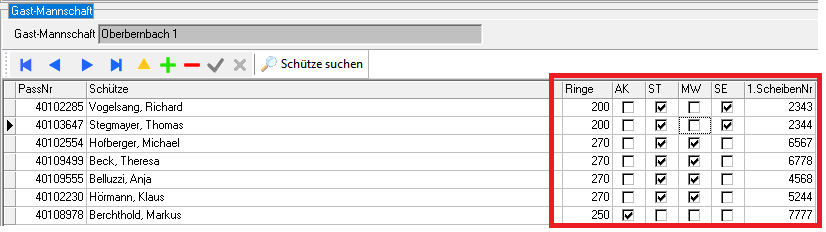 Gast-Mannschaft
Gast-Mannschaft Oberbernbach 1
Schütze suchen
PassNr Schütze Ringe AK ST MW SE 1.ScheibenNr
40102285 Vogelsang, Richard 200 2343
40103647 Stegmayer, Thomas 200 2344
40102554 Hofberger, Michael 270 6567
40109499 Beck, Theresa 270 6778
40109555 Belluzzi, Anja 270 4568
40102230 Hörmann, Klaus 270 5244
40108978 Berchthold, Markus 250 7777